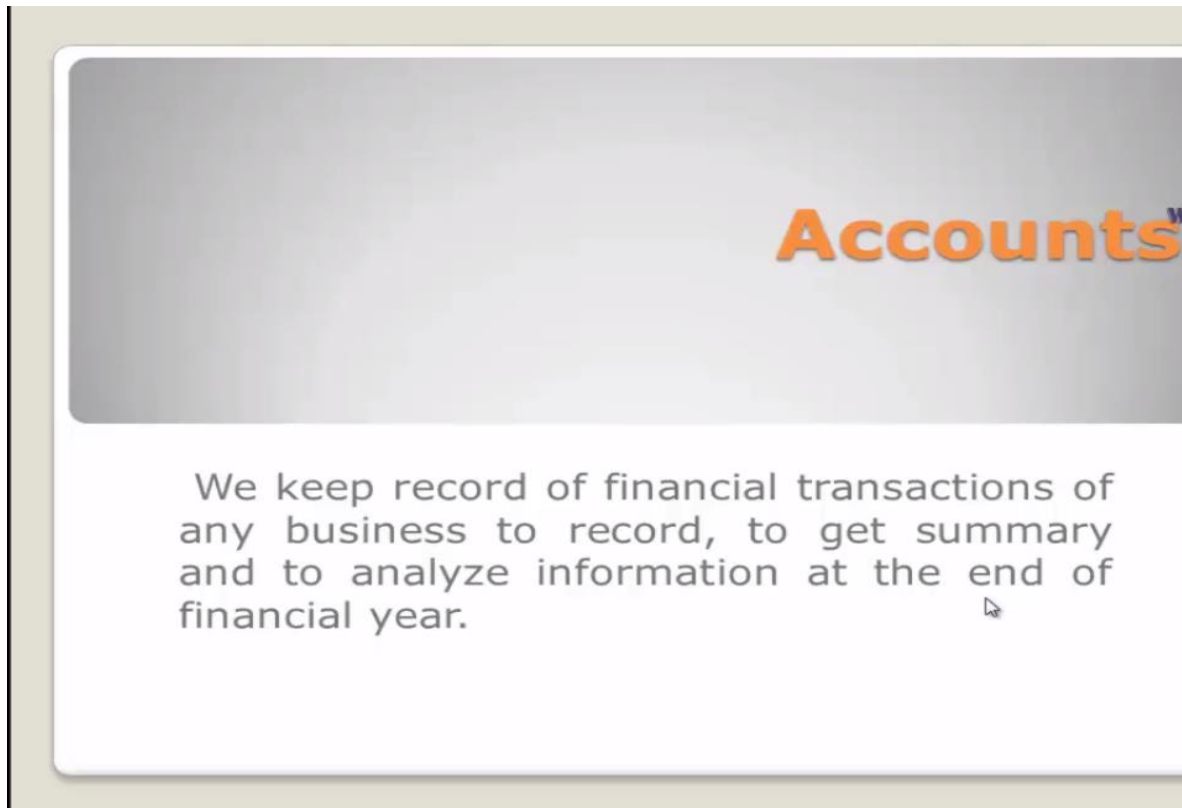 Accounts
We keep record of financial transactions of
any business to record, to get summary
and to analyze information at the end of
financial year.